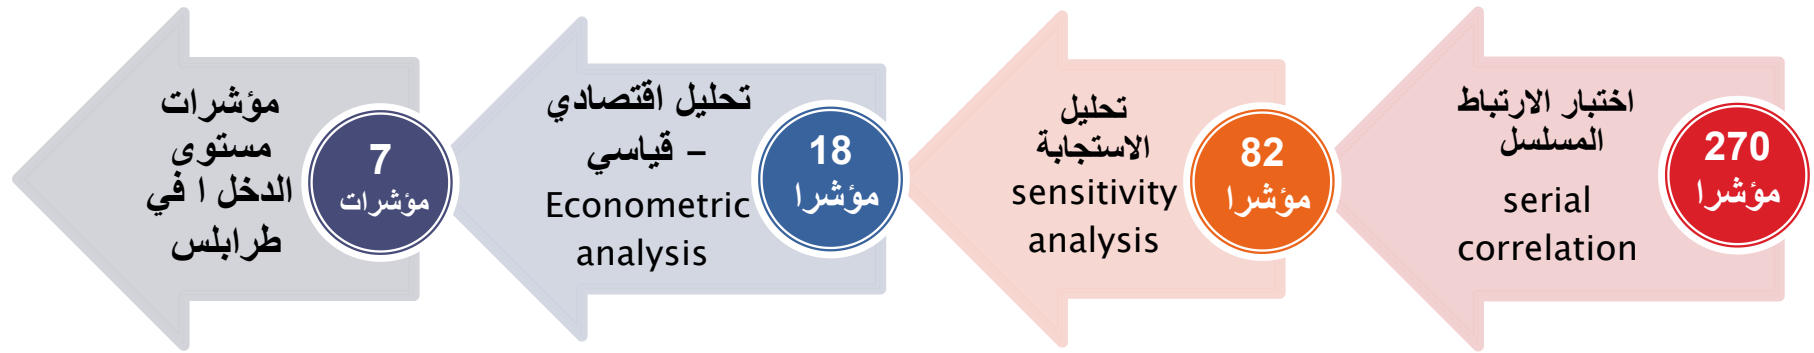 270
مؤشرا
اختبار الارتباط
المسلسل
serial
correlation
82
مؤشرا
تحليل
الاستجابة
sensitivity
analysis
18
مؤشرا
تحليل اقتصادي
– قياسي
Econometric
analysis
7
مؤشرات
مؤشرات
مستوى
الدخل ا في
طرابلس